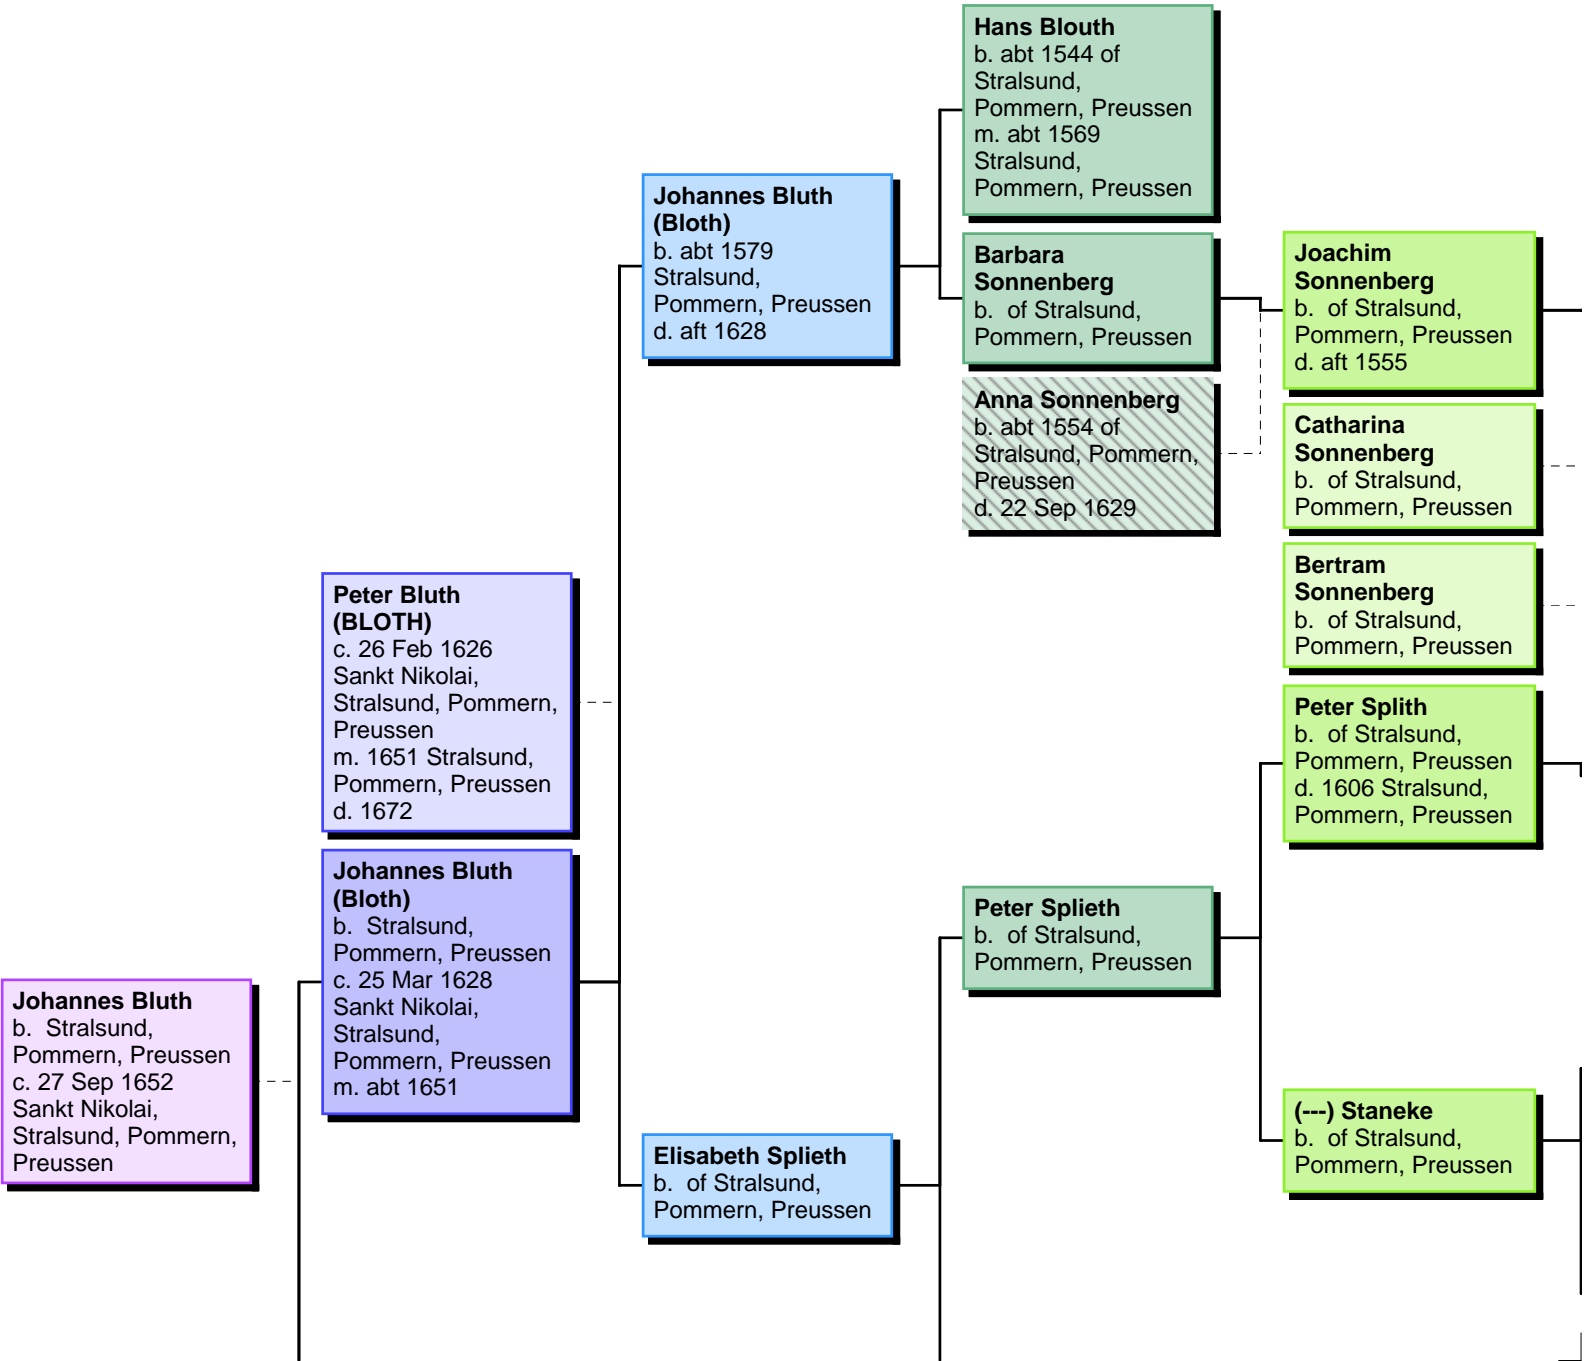 Hans Blouth
b. abt 1544 of
Stralsund,
Pommern, Preussen
m. abt 1569
Stralsund,
Pommern, Preussen
Johannes Bluth
(Bloth)
b. abt 1579
Stralsund,
Pommern, Preussen
d. aft 1628
Barbara
Sonnenberg
b. of Stralsund,
Pommern, Preussen
Joachim
Sonnenberg
b. of Stralsund,
Pommern, Preussen
d. aft 1555
Anna Sonnenberg
b. abt 1554 of
Stralsund, Pommern,
Preussen
d. 22 Sep 1629
Catharina
Sonnenberg
b. of Stralsund,
Pommern, Preussen
Bertram
Sonnenberg
b. of Stralsund,
Pommern, Preussen
Peter Bluth
(BLOTH)
c. 26 Feb 1626
Sankt Nikolai,
Stralsund, Pommern,
Preussen
m. 1651 Stralsund,
Pommern, Preussen
d. 1672
Peter Splith
b. of Stralsund,
Pommern, Preussen
d. 1606 Stralsund,
Pommern, Preussen
Johannes Bluth
(Bloth)
b. Stralsund,
Pommern, Preussen
c. 25 Mar 1628
Sankt Nikolai,
Stralsund,
Pommern, Preussen
m. abt 1651
Peter Splieth
b. of Stralsund,
Pommern, Preussen
Johannes Bluth
b. Stralsund,
Pommern, Preussen
c. 27 Sep 1652
Sankt Nikolai,
Stralsund, Pommern,
Preussen
(---) Staneke
b. of Stralsund,
Pommern, Preussen
Elisabeth Splieth
b. of Stralsund,
Pommern, Preussen